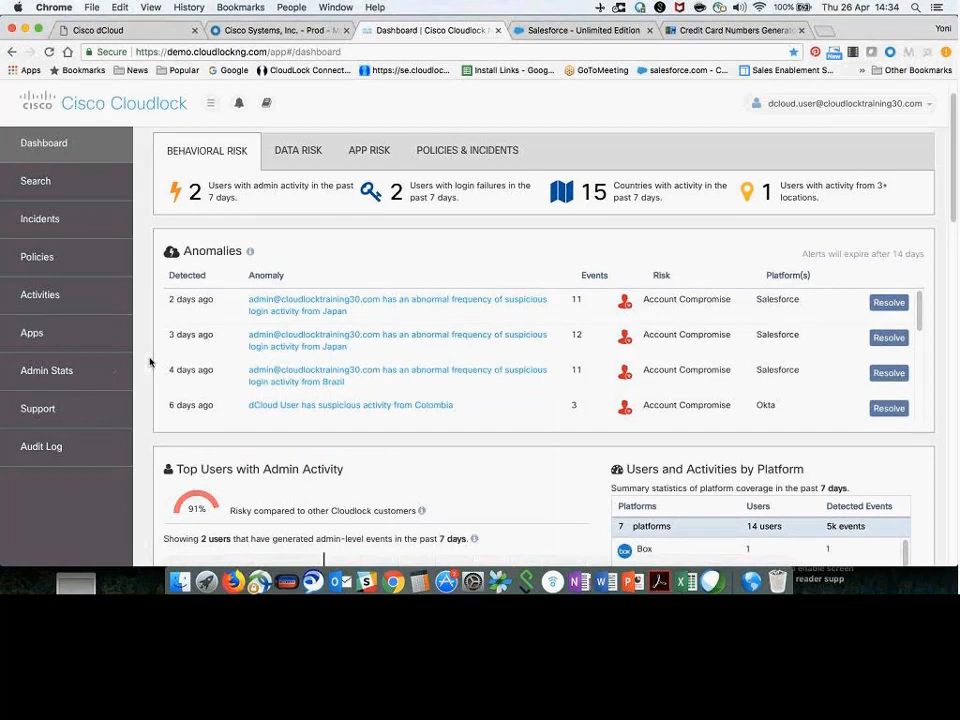 Chrome File Edit View History Bookmarks People Window Help 100% Thu 26 Apr 14:34
Cisco dCloud
Cisco Systems, Inc. - Prod -
Dashboard | Cisco Cloudlock
Salesforce - Unlimited Edition
Credit Card Numbers Generato
Yoni
Secure https://demo.cloudlockng.com/app#/dashboard
Apps Bookmarks News Popular Google CloudLock Connect... https://se.cloudloc... Install Links - Goog... GoToMeeting salesforce.com - C... Sales Enablement S... » Other Bookmarks
CISCO Cisco Cloudlock
dcloud.user@cloudlocktraining30.com
Dashboard
Search
Incidents
Policies
Activities
Apps
Admin Stats
Support
Audit Log
BEHAVIORAL RISK DATA RISK APP RISK POLICIES & INCIDENTS
2 Users with admin activity in the past
7 days.
2 Users with login failures in the
past 7 days.
15 Countries with activity in the
past 7 days.
1 Users with activity from 3+
locations.
Anomalies
Alerts will expire after 14 days
Detected Anomaly Events Risk Platform(s)
2 days ago admin@cloudlocktraining30.com has an abnormal frequency of suspicious 11 Account Compromise Salesforce Resolve
login activity from Japan
3 days ago admin@cloudlocktraining30.com has an abnormal frequency of suspicious 12 Account Compromise Salesforce Resolve
login activity from Japan
4 days ago admin@cloudlocktraining30.com has an abnormal frequency of suspicious 11 Account Compromise Salesforce Resolve
login activity from Brazil
6 days ago dCloud User has suspicious activity from Colombia 3 Account Compromise Okta Resolve
Top Users with Admin Activity
91% Risky compared to other Cloudlock customers
Showing 2 users that have generated admin-level events in the past 7 days.
Users and Activities by Platform
Summary statistics of platform coverage in the past 7 days.
Platforms Users Detected Events
7 platforms 14 users 5k events
box Box 1 1
enable screen
reader supp